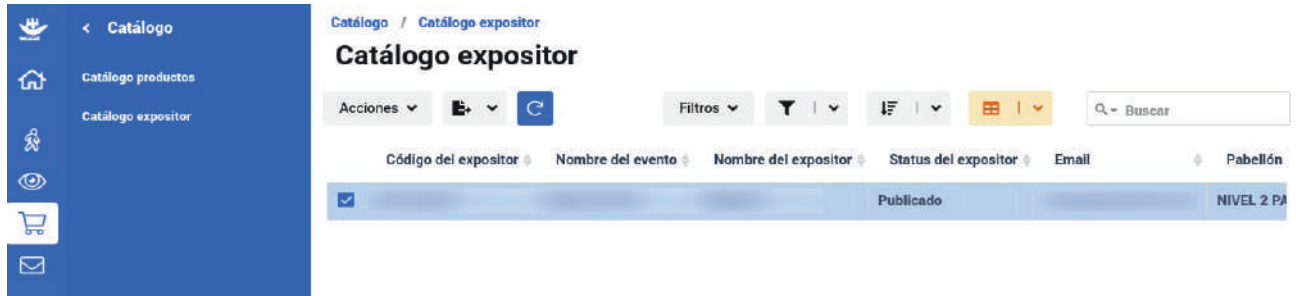 Catálogo
Catálogo productos
Catálogo expositor
Catálogo / Catálogo expositor
Catálogo expositor
Acciones Filtros Buscar
Código del expositor Nombre del evento Nombre del expositor Status del expositor Email Pabellón
Publicado NIVEL 2 PA